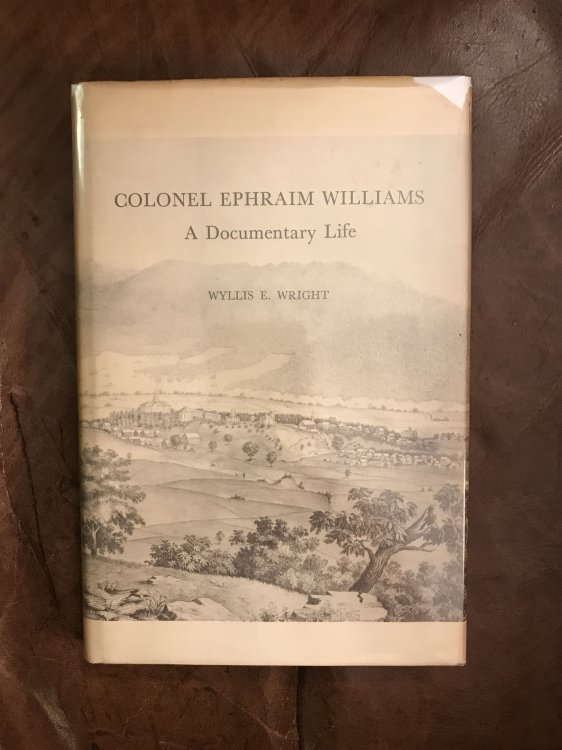 COLONEL EPHRAIM WILLIAMS
A Documentary Life
WYLLIS E. WRIGHT